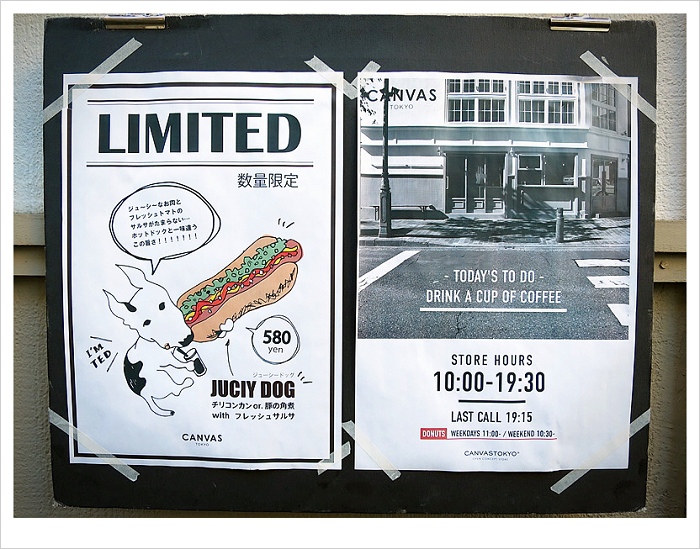 LIMITED
数量限定
ジューシーなお肉と
フレッシュトマトの
サルサがたまらない…
ホットドックと一味違う
この旨さ!!!!!!!
I'M
TED
580
yen
ジューシードッグ
JUCIY DOG
チリコンカン or. 豚の角煮
with フレッシュサルサ
CANVAS
TOKYO
CANVAS
TOKYO
- TODAY'S TO DO -
DRINK A CUP OF COFFEE
STORE HOURS
10:00-19:30
LAST CALL 19:15
DONUTS WEEKDAYS 11:00- / WEEKEND 10:30-
CANVASTOKYO